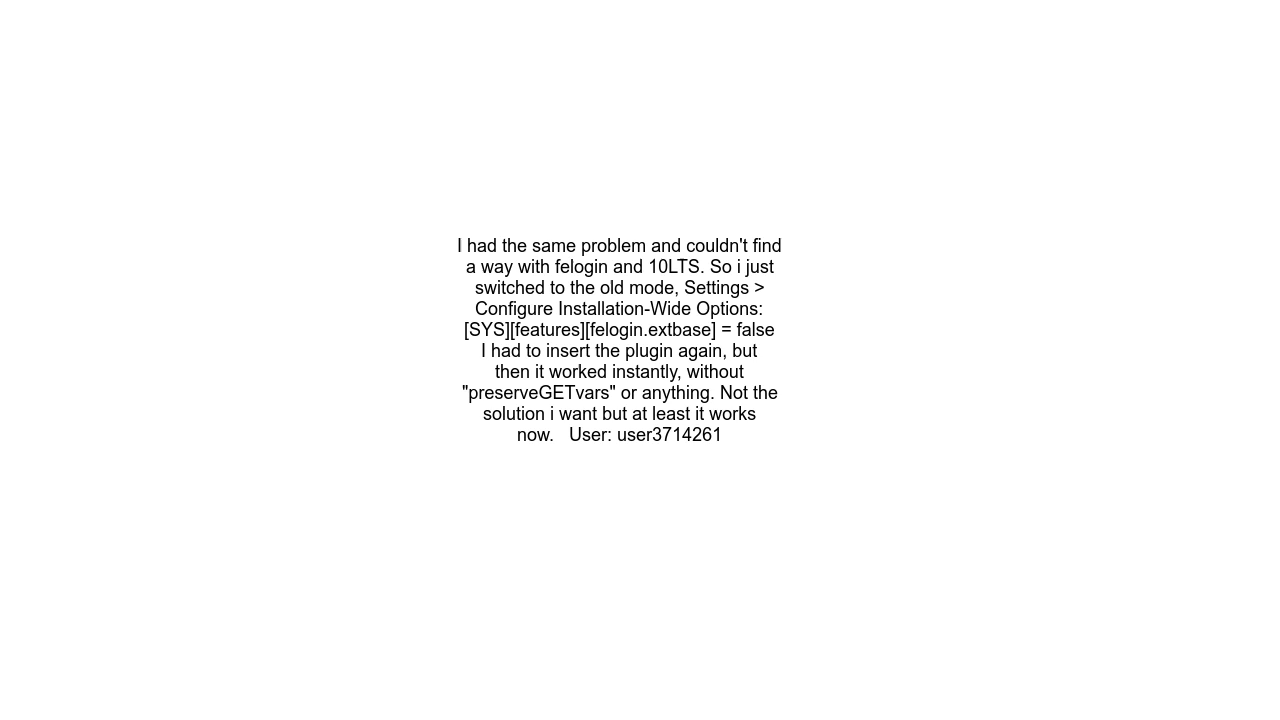 I had the same problem and couldn't find
a way with felogin and 10LTS. So i just
switched to the old mode, Settings >
Configure Installation-Wide Options:
[SYS][features][felogin.extbase] = false
I had to insert the plugin again, but
then it worked instantly, without
"preserveGETvars" or anything. Not the
solution i want but at least it works
now.   User: user3714261